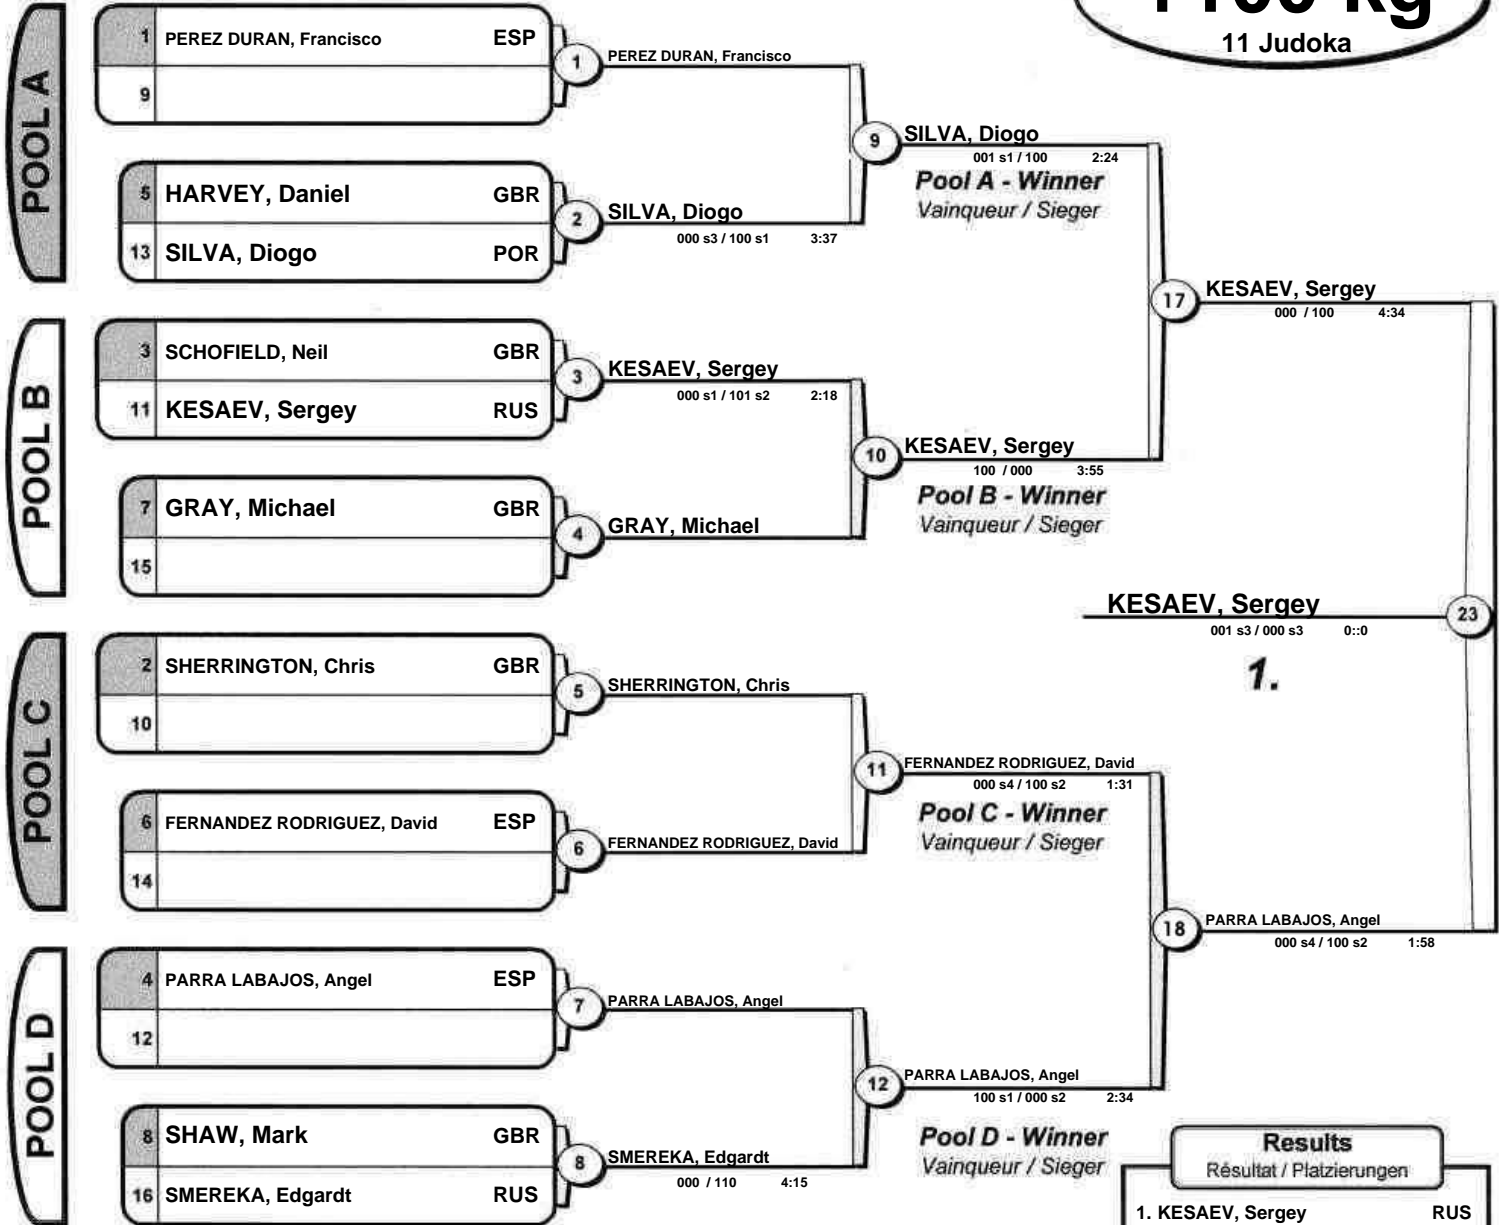 11 Judoka
POOL A
1 PEREZ DURAN, Francisco ESP
9
1 PEREZ DURAN, Francisco
5 HARVEY, Daniel GBR
13 SILVA, Diogo POR
2 SILVA, Diogo
000 s3 / 100 s1 3:37
9 SILVA, Diogo
001 s1 / 100 2:24
Pool A - Winner
Vainqueur / Sieger
POOL B
3 SCHOFIELD, Neil GBR
11 KESAEV, Sergey RUS
3 KESAEV, Sergey
000 s1 / 101 s2 2:18
7 GRAY, Michael GBR
15
4 GRAY, Michael
10 KESAEV, Sergey
100 / 000 3:55
Pool B - Winner
Vainqueur / Sieger
17 KESAEV, Sergey
000 / 100 4:34
KESAEV, Sergey 23
001 s3 / 000 s3 0::0
1.
POOL C
2 SHERRINGTON, Chris GBR
10
5 SHERRINGTON, Chris
6 FERNANDEZ RODRIGUEZ, David ESP
14
6 FERNANDEZ RODRIGUEZ, David
11 FERNANDEZ RODRIGUEZ, David
000 s4 / 100 s2 1:31
Pool C - Winner
Vainqueur / Sieger
18 PARRA LABAJOS, Angel
000 s4 / 100 s2 1:58
POOL D
4 PARRA LABAJOS, Angel ESP
12
7 PARRA LABAJOS, Angel
8 SHAW, Mark GBR
16 SMEREKA, Edgardt RUS
8 SMEREKA, Edgardt
000 / 110 4:15
12 PARRA LABAJOS, Angel
100 s1 / 000 s2 2:34
Pool D - Winner
Vainqueur / Sieger
Results
Résultat / Platzierungen
1. KESAEV, Sergey RUS